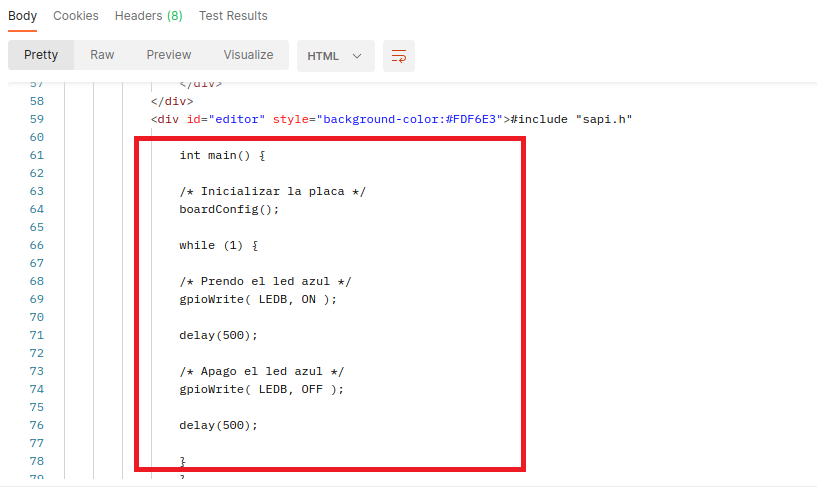 Body Cookies Headers (8) Test Results
Pretty Raw Preview Visualize HTML
57 </div>
58 </div>
59 <div id="editor" style="background-color:#FDF6E3">#include "sapi.h"
60
61 int main() {
62
63 /* Inicializar la placa */
64 boardConfig();
65
66 while (1) {
67
68 /* Prendo el led azul */
69 gpioWrite( LEDB, ON );
70
71 delay(500);
72
73 /* Apago el led azul */
74 gpioWrite( LEDB, OFF );
75
76 delay(500);
77
78 }
79 }